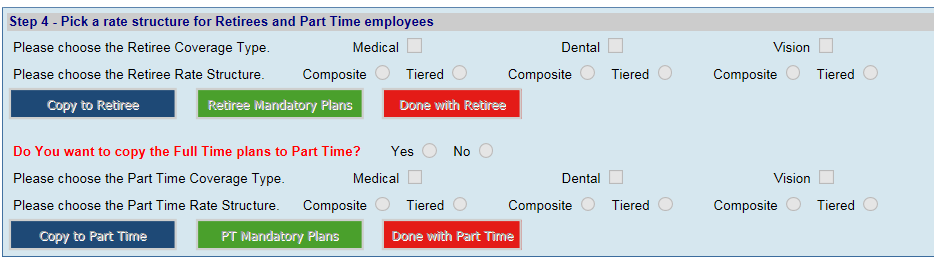 Step 4 - Pick a rate structure for Retirees and Part Time employees
Please choose the Retiree Coverage Type. Medical Dental Vision
Please choose the Retiree Rate Structure. Composite Tiered Composite Tiered Composite Tiered
Copy to Retiree Retiree Mandatory Plans Done with Retiree
Do You want to copy the Full Time plans to Part Time? Yes No
Please choose the Part Time Coverage Type. Medical Dental Vision
Please choose the Part Time Rate Structure. Composite Tiered Composite Tiered Composite Tiered
Copy to Part Time PT Mandatory Plans Done with Part Time